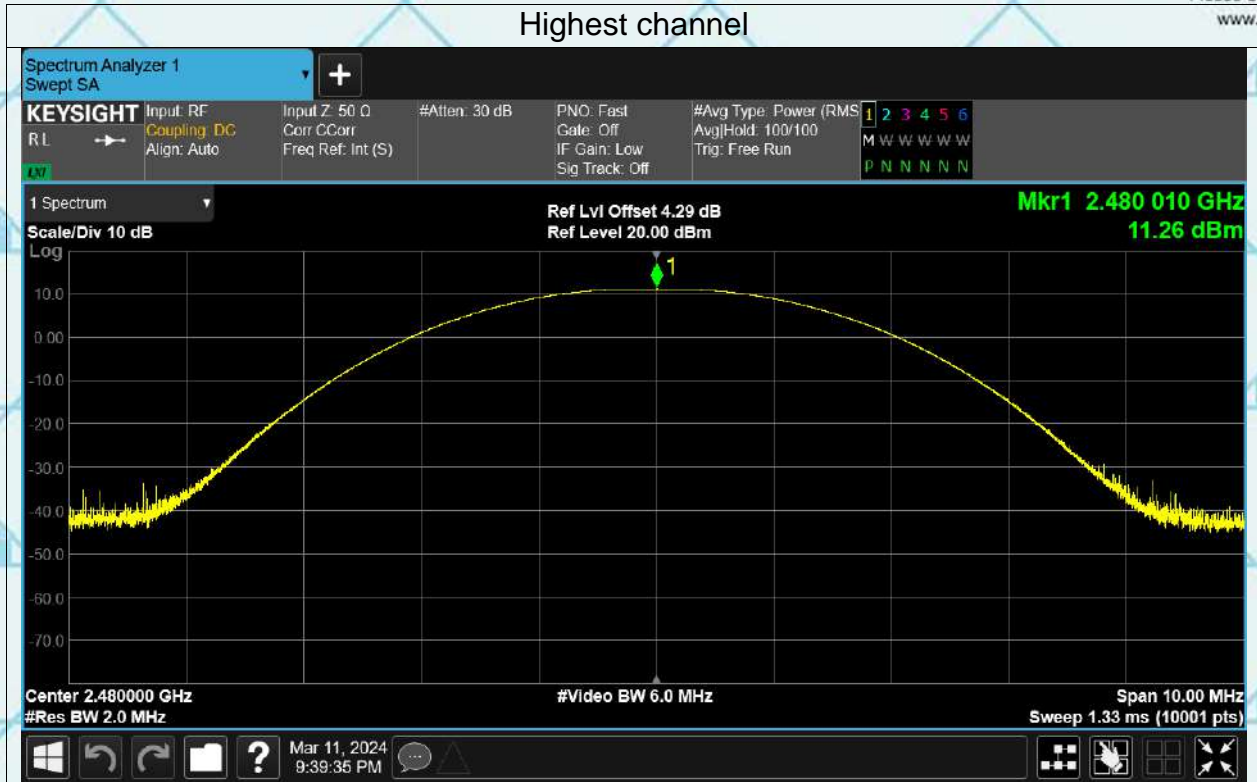 www.
Highest channel
Spectrum Analyzer 1
Swept SA
+
KEYSIGHT
RL
LXI
Input: RF
Coupling: DC
Align: Auto
Input Z: 50 Ω
Corr CCorr
Freq Ref: Int (S)
#Atten: 30 dB
PNO: Fast
Gate: Off
IF Gain: Low
Sig Track: Off
#Avg Type: Power (RMS
Avg|Hold: 100/100
Trig: Free Run
1 2 3 4 5 6
M W W W W W
P N N N N N
1 Spectrum
Scale/Div 10 dB
Log
Ref Lvl Offset 4.29 dB
Ref Level 20.00 dBm
Mkr1 2.480 010 GHz
11.26 dBm
1
10.0
0.00
-10.0
-20.0
-30.0
-40.0
-50.0
-60.0
-70.0
Center 2.480000 GHz
#Res BW 2.0 MHz
#Video BW 6.0 MHz
Span 10.00 MHz
Sweep 1.33 ms (10001 pts)
?
Mar 11, 2024
9:39:35 PM